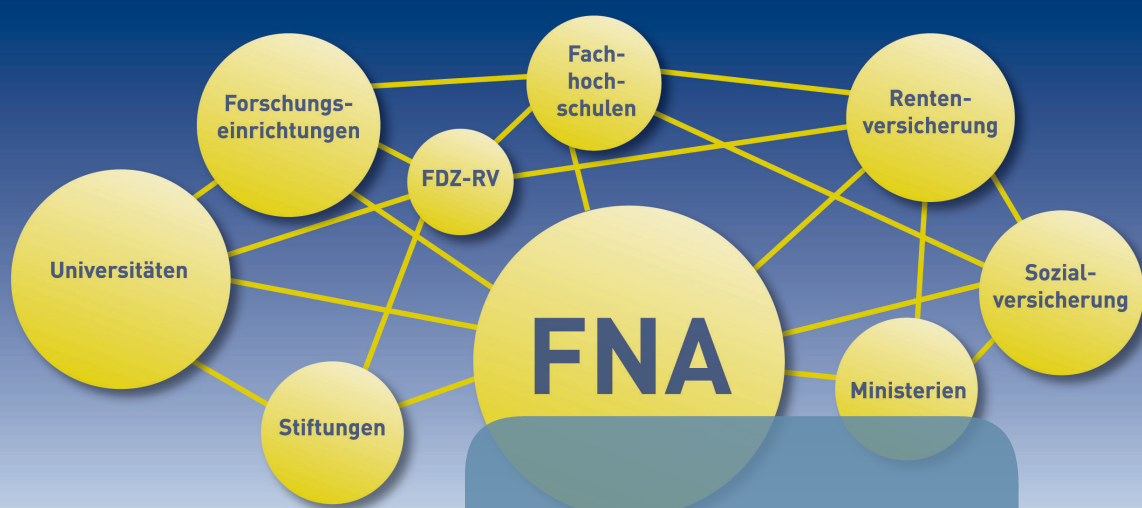 Fach-
hoch-
schulen
Forschungs-
einrichtungen
Renten-
versicherung
FDZ-RV
Universitäten
Sozial-
versicherung
FNA
Ministerien
Stiftungen